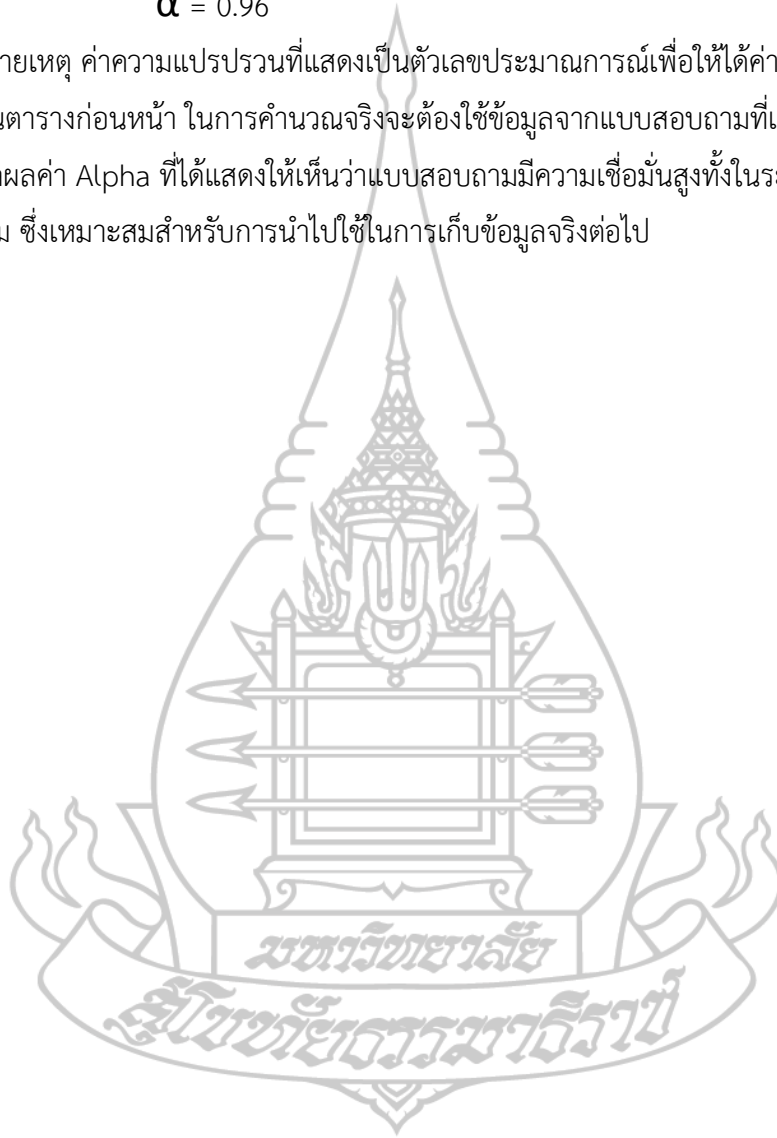 α = 0.96
ายเหตุ ค่าความแปรปรวนที่แสดงเป็นตัวเลขประมาณการณ์เพื่อให้ได้ค่า
นตารางก่อนหน้า ในการคำนวณจริงจะต้องใช้ข้อมูลจากแบบสอบถามที่เ
ผลค่า Alpha ที่ได้แสดงให้เห็นว่าแบบสอบถามมีความเชื่อมั่นสูงทั้งในระ
ม ซึ่งเหมาะสมสำหรับการนำไปใช้ในการเก็บข้อมูลจริงต่อไป
มหาวิทยาลัย
สุโขทัยธรรมาธิราช